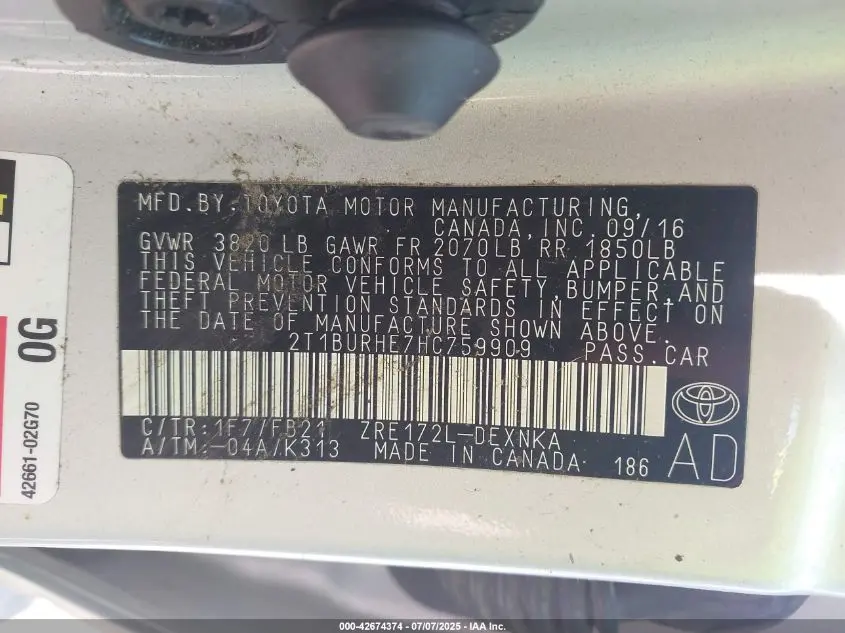 MFD.BY:TOYOTA MOTOR MANUFACTURING,
CANADA,INC. 09/16
GVWR 3820 LB GAWR FR 2070LB RR 1850LB
THIS VEHICLE CONFORMS TO ALL APPLICABLE
FEDERAL MOTOR VEHICLE SAFETY,BUMPER,AND
THEFT PREVENTION STANDARDS IN EFFECT ON
THE DATE OF MANUFACTURE SHOWN ABOVE.
2T1BURHE7HC759909 PASS.CAR
C/TR:1F7/FB21 ZRE172L-DEXNKA
A/TM:-04A/K313 MADE IN CANADA 186
AD
0G
42661-02G70
000-42674374 | 07/07/2025 - IAA Inc.